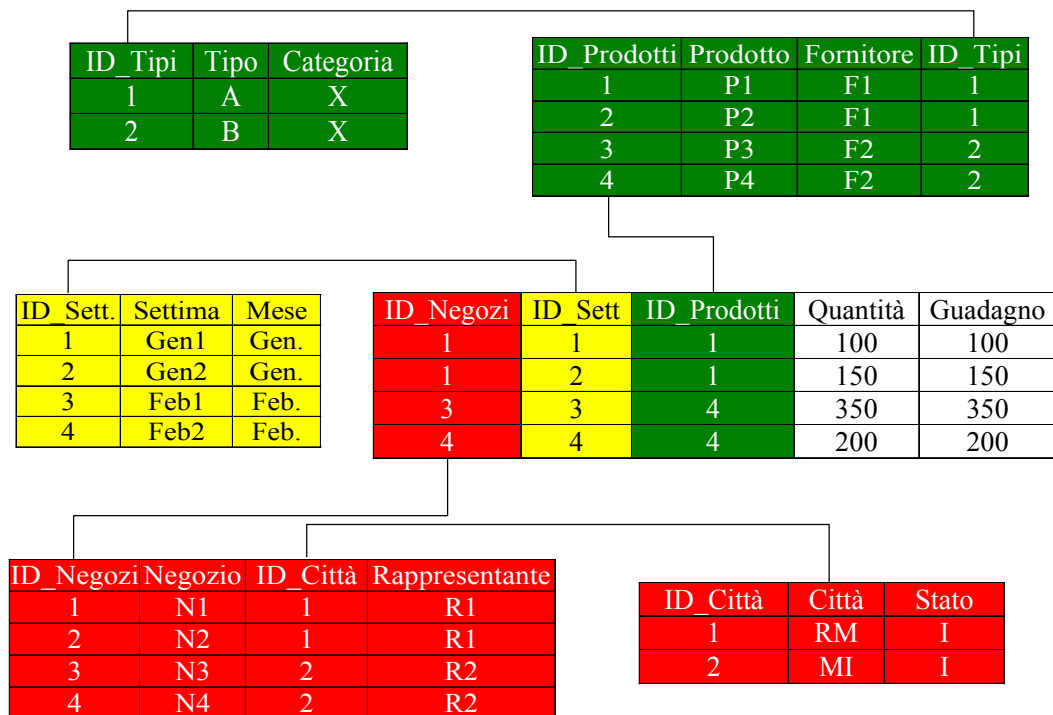 ID_Tipi Tipo Categoria
1 A X
2 B X
ID_Prodotti Prodotto Fornitore ID_Tipi
1 P1 F1 1
2 P2 F1 1
3 P3 F2 2
4 P4 F2 2
ID_Sett. Settima Mese
1 Gen1 Gen.
2 Gen2 Gen.
3 Feb1 Feb.
4 Feb2 Feb.
ID_Negozi ID_Sett ID_Prodotti Quantità Guadagno
1 1 1 100 100
1 2 1 150 150
3 3 4 350 350
4 4 4 200 200
ID_Negozi Negozio ID_Città Rappresentante
1 N1 1 R1
2 N2 1 R1
3 N3 2 R2
4 N4 2 R2
ID_Città Città Stato
1 RM I
2 MI I